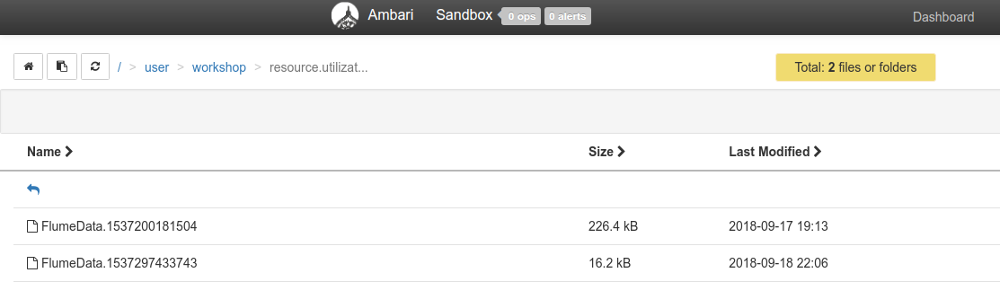 Ambari Sandbox 0 ops 0 alerts Dashboard
/ > user > workshop > resource.utilizat... Total: 2 files or folders
Name Size Last Modified
FlumeData.1537200181504 226.4 kB 2018-09-17 19:13
FlumeData.1537297433743 16.2 kB 2018-09-18 22:06